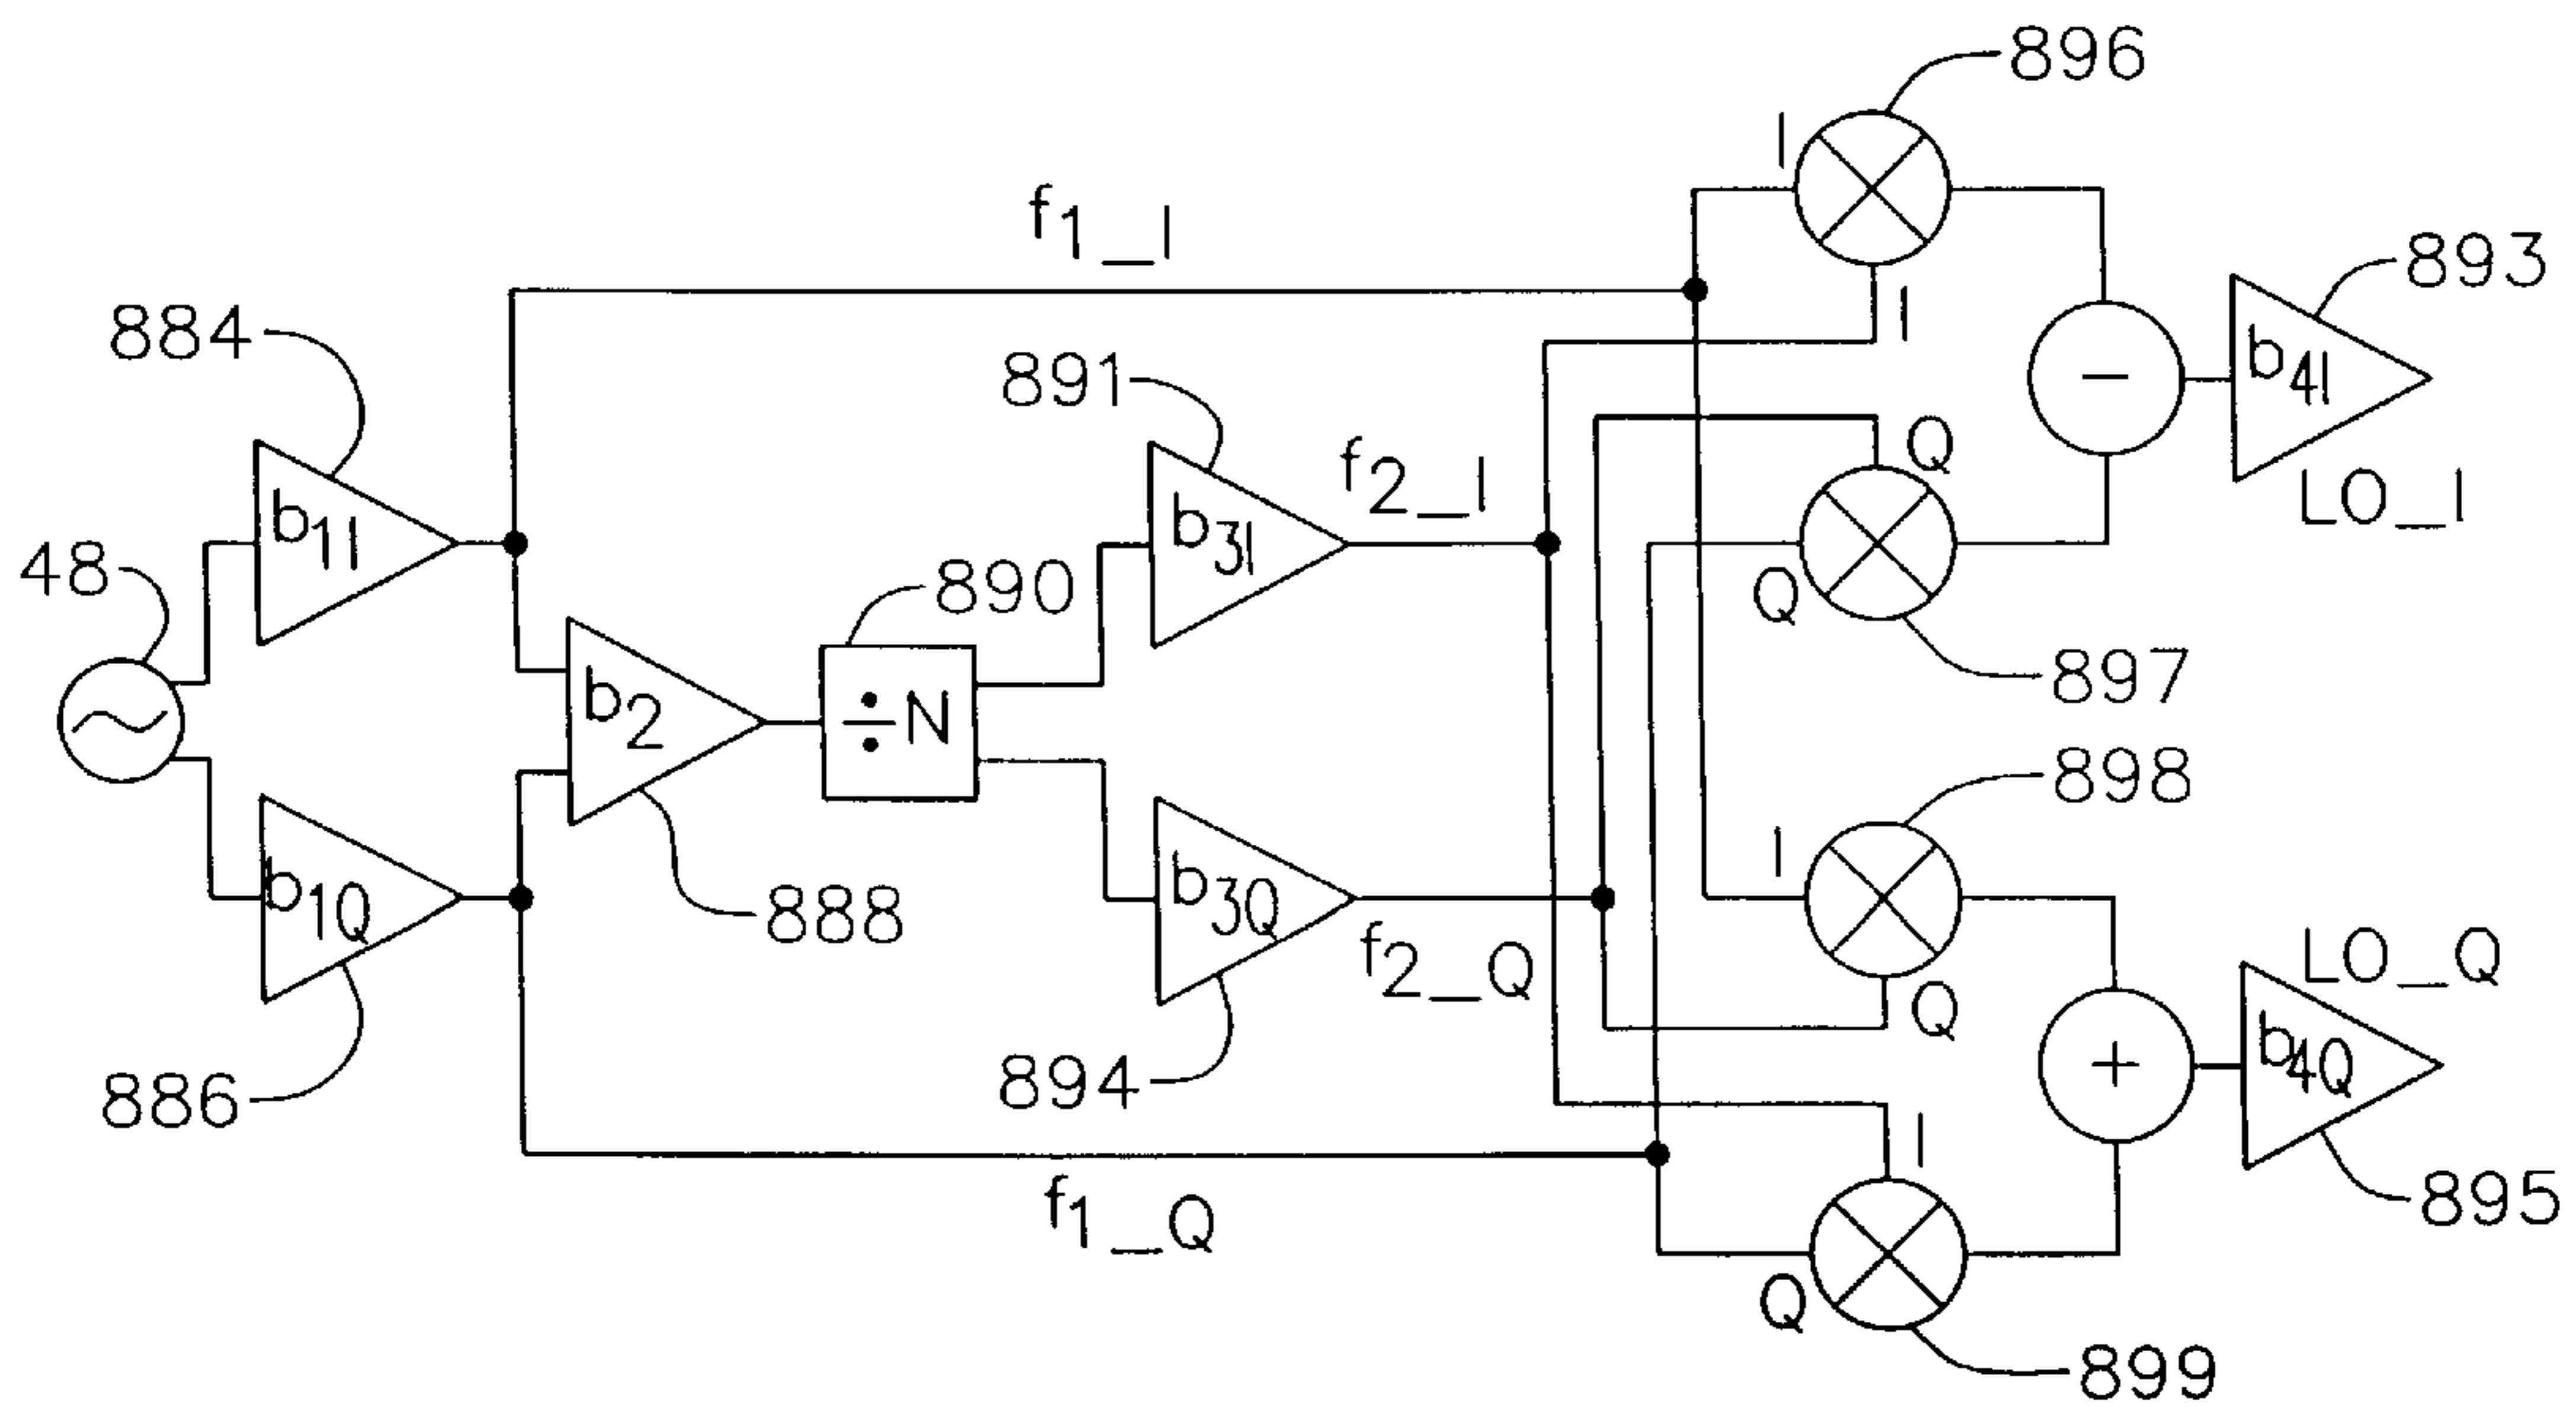 896
I
f1_I
893
884
I
b4I
−
891
Q
f2_I
LO_I
b1I
b3I
48
890
Q
897
b2
÷N
898
I
b1Q
888
b3Q
LO_Q
f2_Q
Q
b4Q
+
886
894
I
f1_Q
895
Q
899